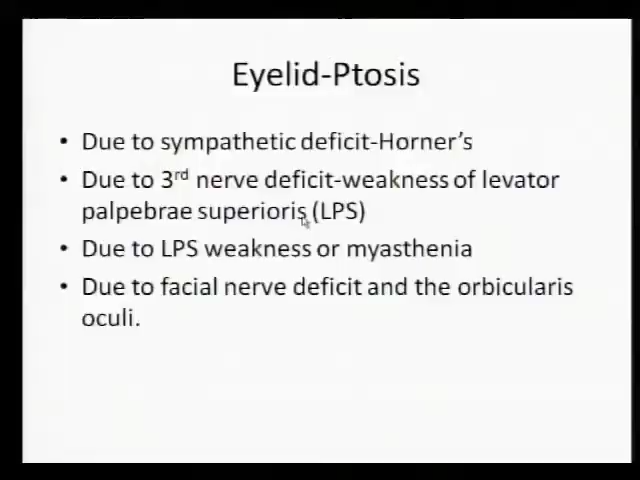 Eyelid-Ptosis
• Due to sympathetic deficit-Horner's
• Due to 3rd nerve deficit-weakness of levator
palpebrae superioris (LPS)
• Due to LPS weakness or myasthenia
• Due to facial nerve deficit and the orbicularis
oculi.